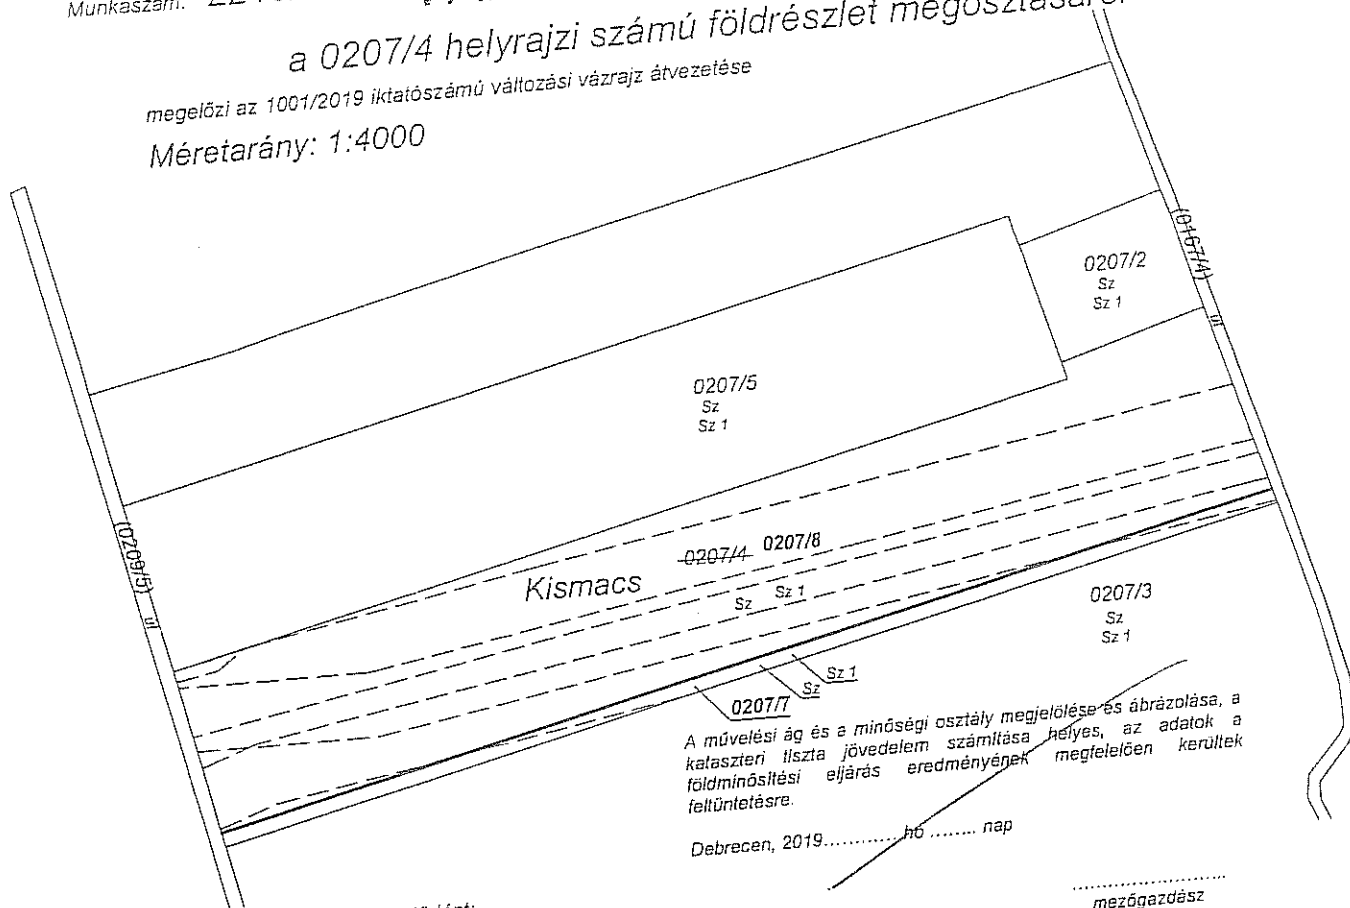 Munkaszám:
a 0207/4 helyrajzi számú földrészlet megosztásáról
megelőzi az 1001/2019 iktatószámú változási vázrajz átvezetése
Méretarány: 1:4000
(0167/4)
út
0207/2
Sz
Sz 1
0207/5
Sz
Sz 1
(0209/5)
út
0207/4 0207/8
Kismacs
Sz Sz 1
0207/3
Sz
Sz 1
Sz 1
Sz
0207/7
A művelési ág és a minőségi osztály megjelölése és ábrázolása, a
kataszteri tiszta jövedelem számítása helyes, az adatok a
földminősítési eljárás eredményének megfelelően kerültek
feltüntetésre.
Debrecen, 2019............hó ........ nap
mezőgazdász